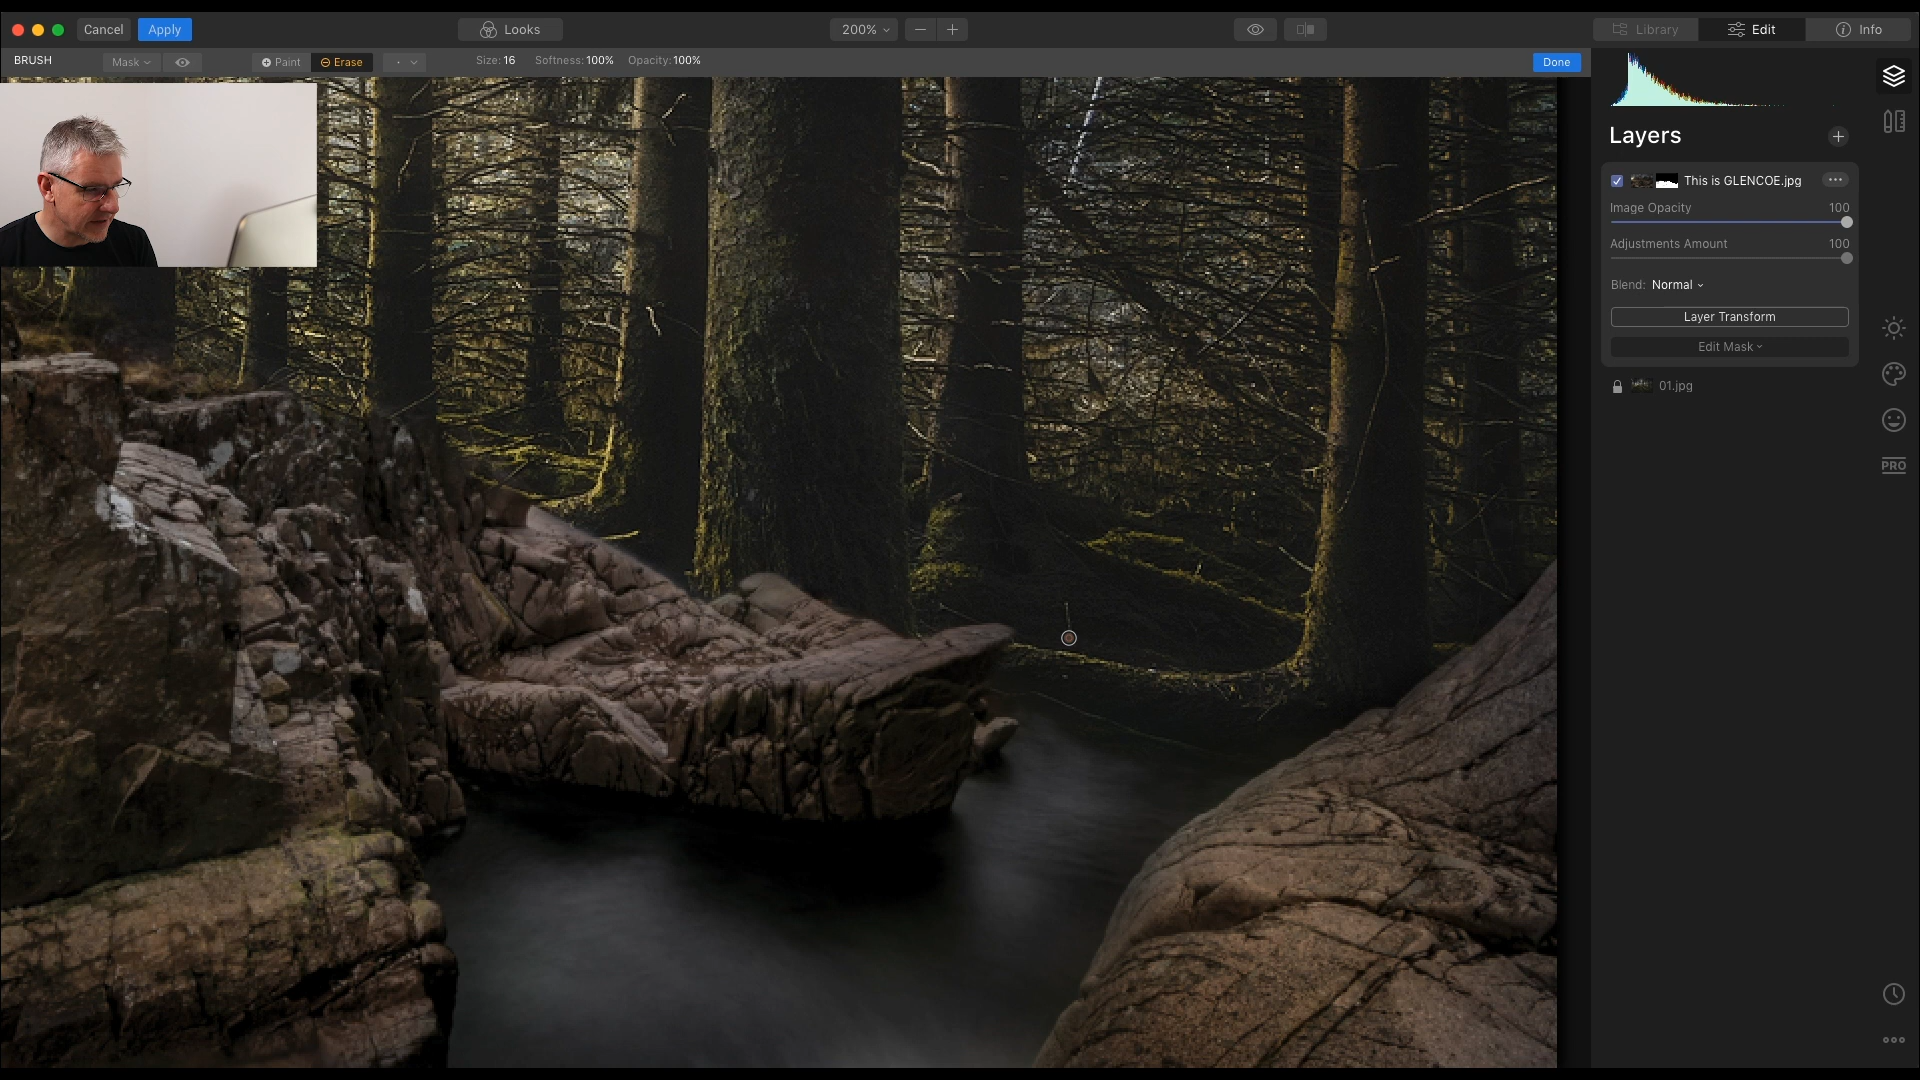 Cancel Apply Looks 200% Library Edit Info
BRUSH Mask Paint Erase Size: 16 Softness: 100% Opacity: 100% Done
Layers
This is GLENCOE.jpg
Image Opacity 100
Adjustments Amount 100
Blend: Normal
Layer Transform
Edit Mask
01.jpg
PRO